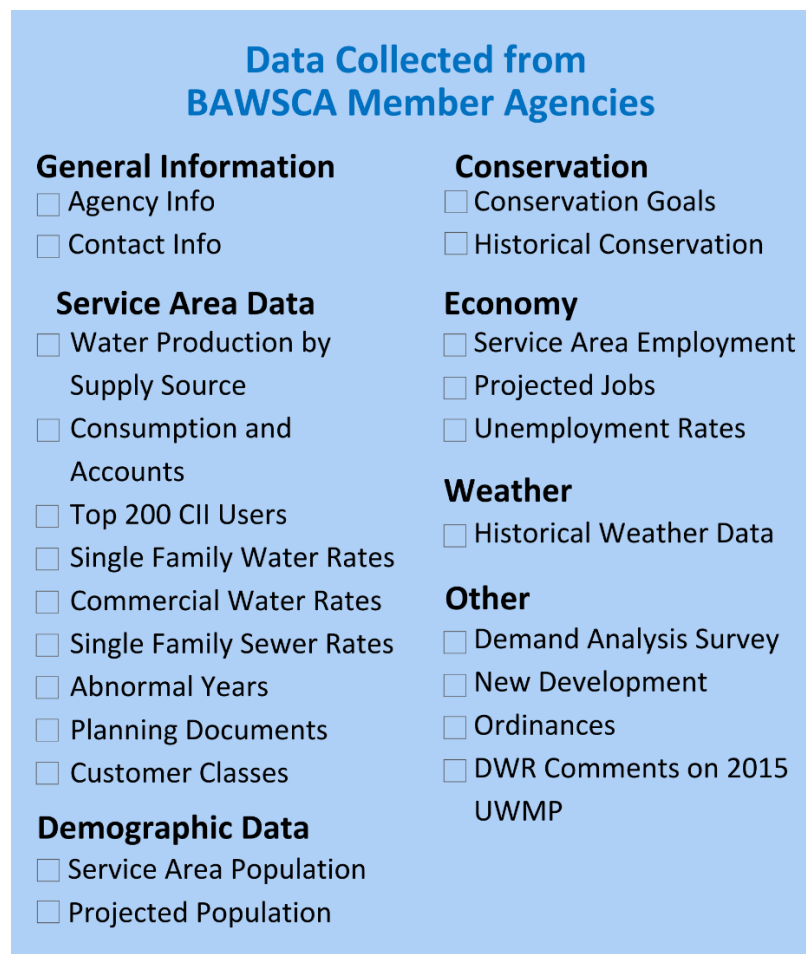 Data Collected from
BAWSCA Member Agencies
General Information
Agency Info
Contact Info
Service Area Data
Water Production by
Supply Source
Consumption and
Accounts
Top 200 CII Users
Single Family Water Rates
Commercial Water Rates
Single Family Sewer Rates
Abnormal Years
Planning Documents
Customer Classes
Demographic Data
Service Area Population
Projected Population
Conservation
Conservation Goals
Historical Conservation
Economy
Service Area Employment
Projected Jobs
Unemployment Rates
Weather
Historical Weather Data
Other
Demand Analysis Survey
New Development
Ordinances
DWR Comments on 2015
UWMP